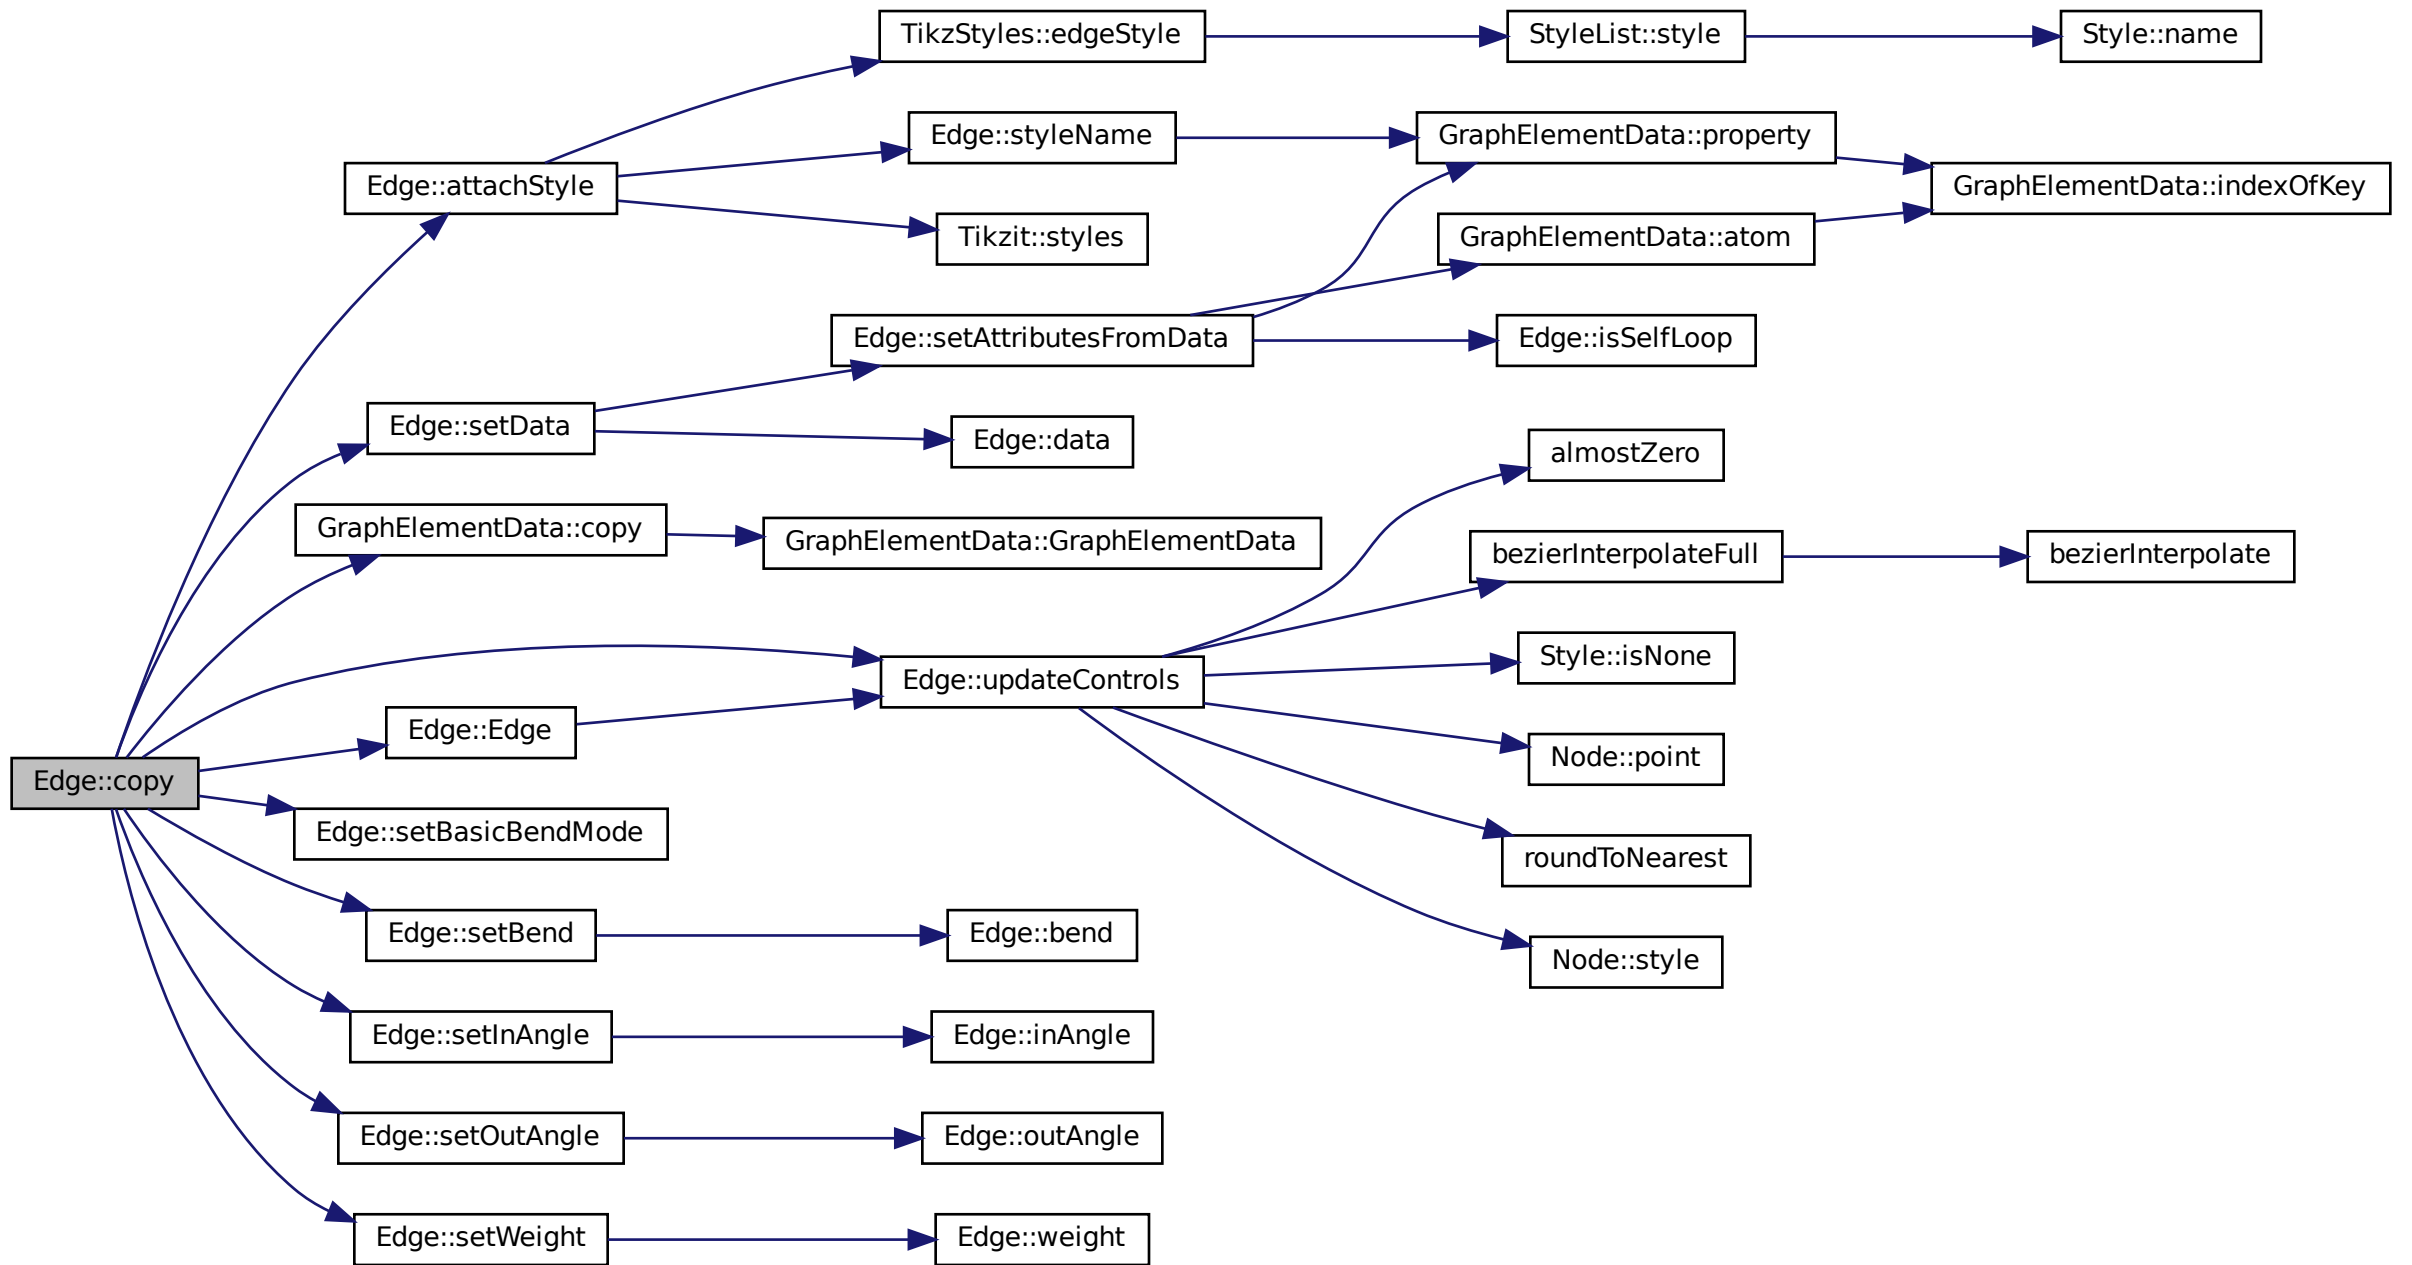 TikzStyles::edgeStyle
StyleList::style
Style::name
Edge::styleName
GraphElementData::property
Edge::attachStyle
GraphElementData::indexOfKey
Tikzit::styles
GraphElementData::atom
Edge::setAttributesFromData
Edge::isSelfLoop
Edge::setData
Edge::data
almostZero
GraphElementData::copy
GraphElementData::GraphElementData
bezierInterpolateFull
bezierInterpolate
Style::isNone
Edge::updateControls
Edge::Edge
Node::point
Edge::copy
Edge::setBasicBendMode
roundToNearest
Edge::setBend
Edge::bend
Node::style
Edge::setInAngle
Edge::inAngle
Edge::setOutAngle
Edge::outAngle
Edge::setWeight
Edge::weight